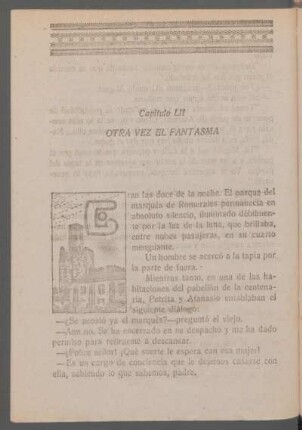 Capítulo LII
OTRA VEZ EL FANTASMA
Eran las doce de la noche. El parque del
marqués de Romerales permanecía en
absoluto silencio, iluminado débilmen-
te por la luz de la luna, que brillaba,
entre nubes pasajeras, en su cuarto
menguante.
Un hombre se acercó a la tapia por
la parte de fuera.
Mientras tanto, en una de las ha-
bitaciones del pabellón de la centena-
ria, Petrita y Afanasio entablaban el
siguiente diálogo:
—¿Se acostó ya el marqués?—preguntó el viejo.
—Aun no. Se ha encerrado en su despacho y me ha dado
permiso para retirarme a descansar.
—¡Pobre señor! ¡Qué suerte le espera con esa mujer!
—Es un cargo de conciencia que le dejemos casarse con
ella, sabiendo lo que sabemos, padre.